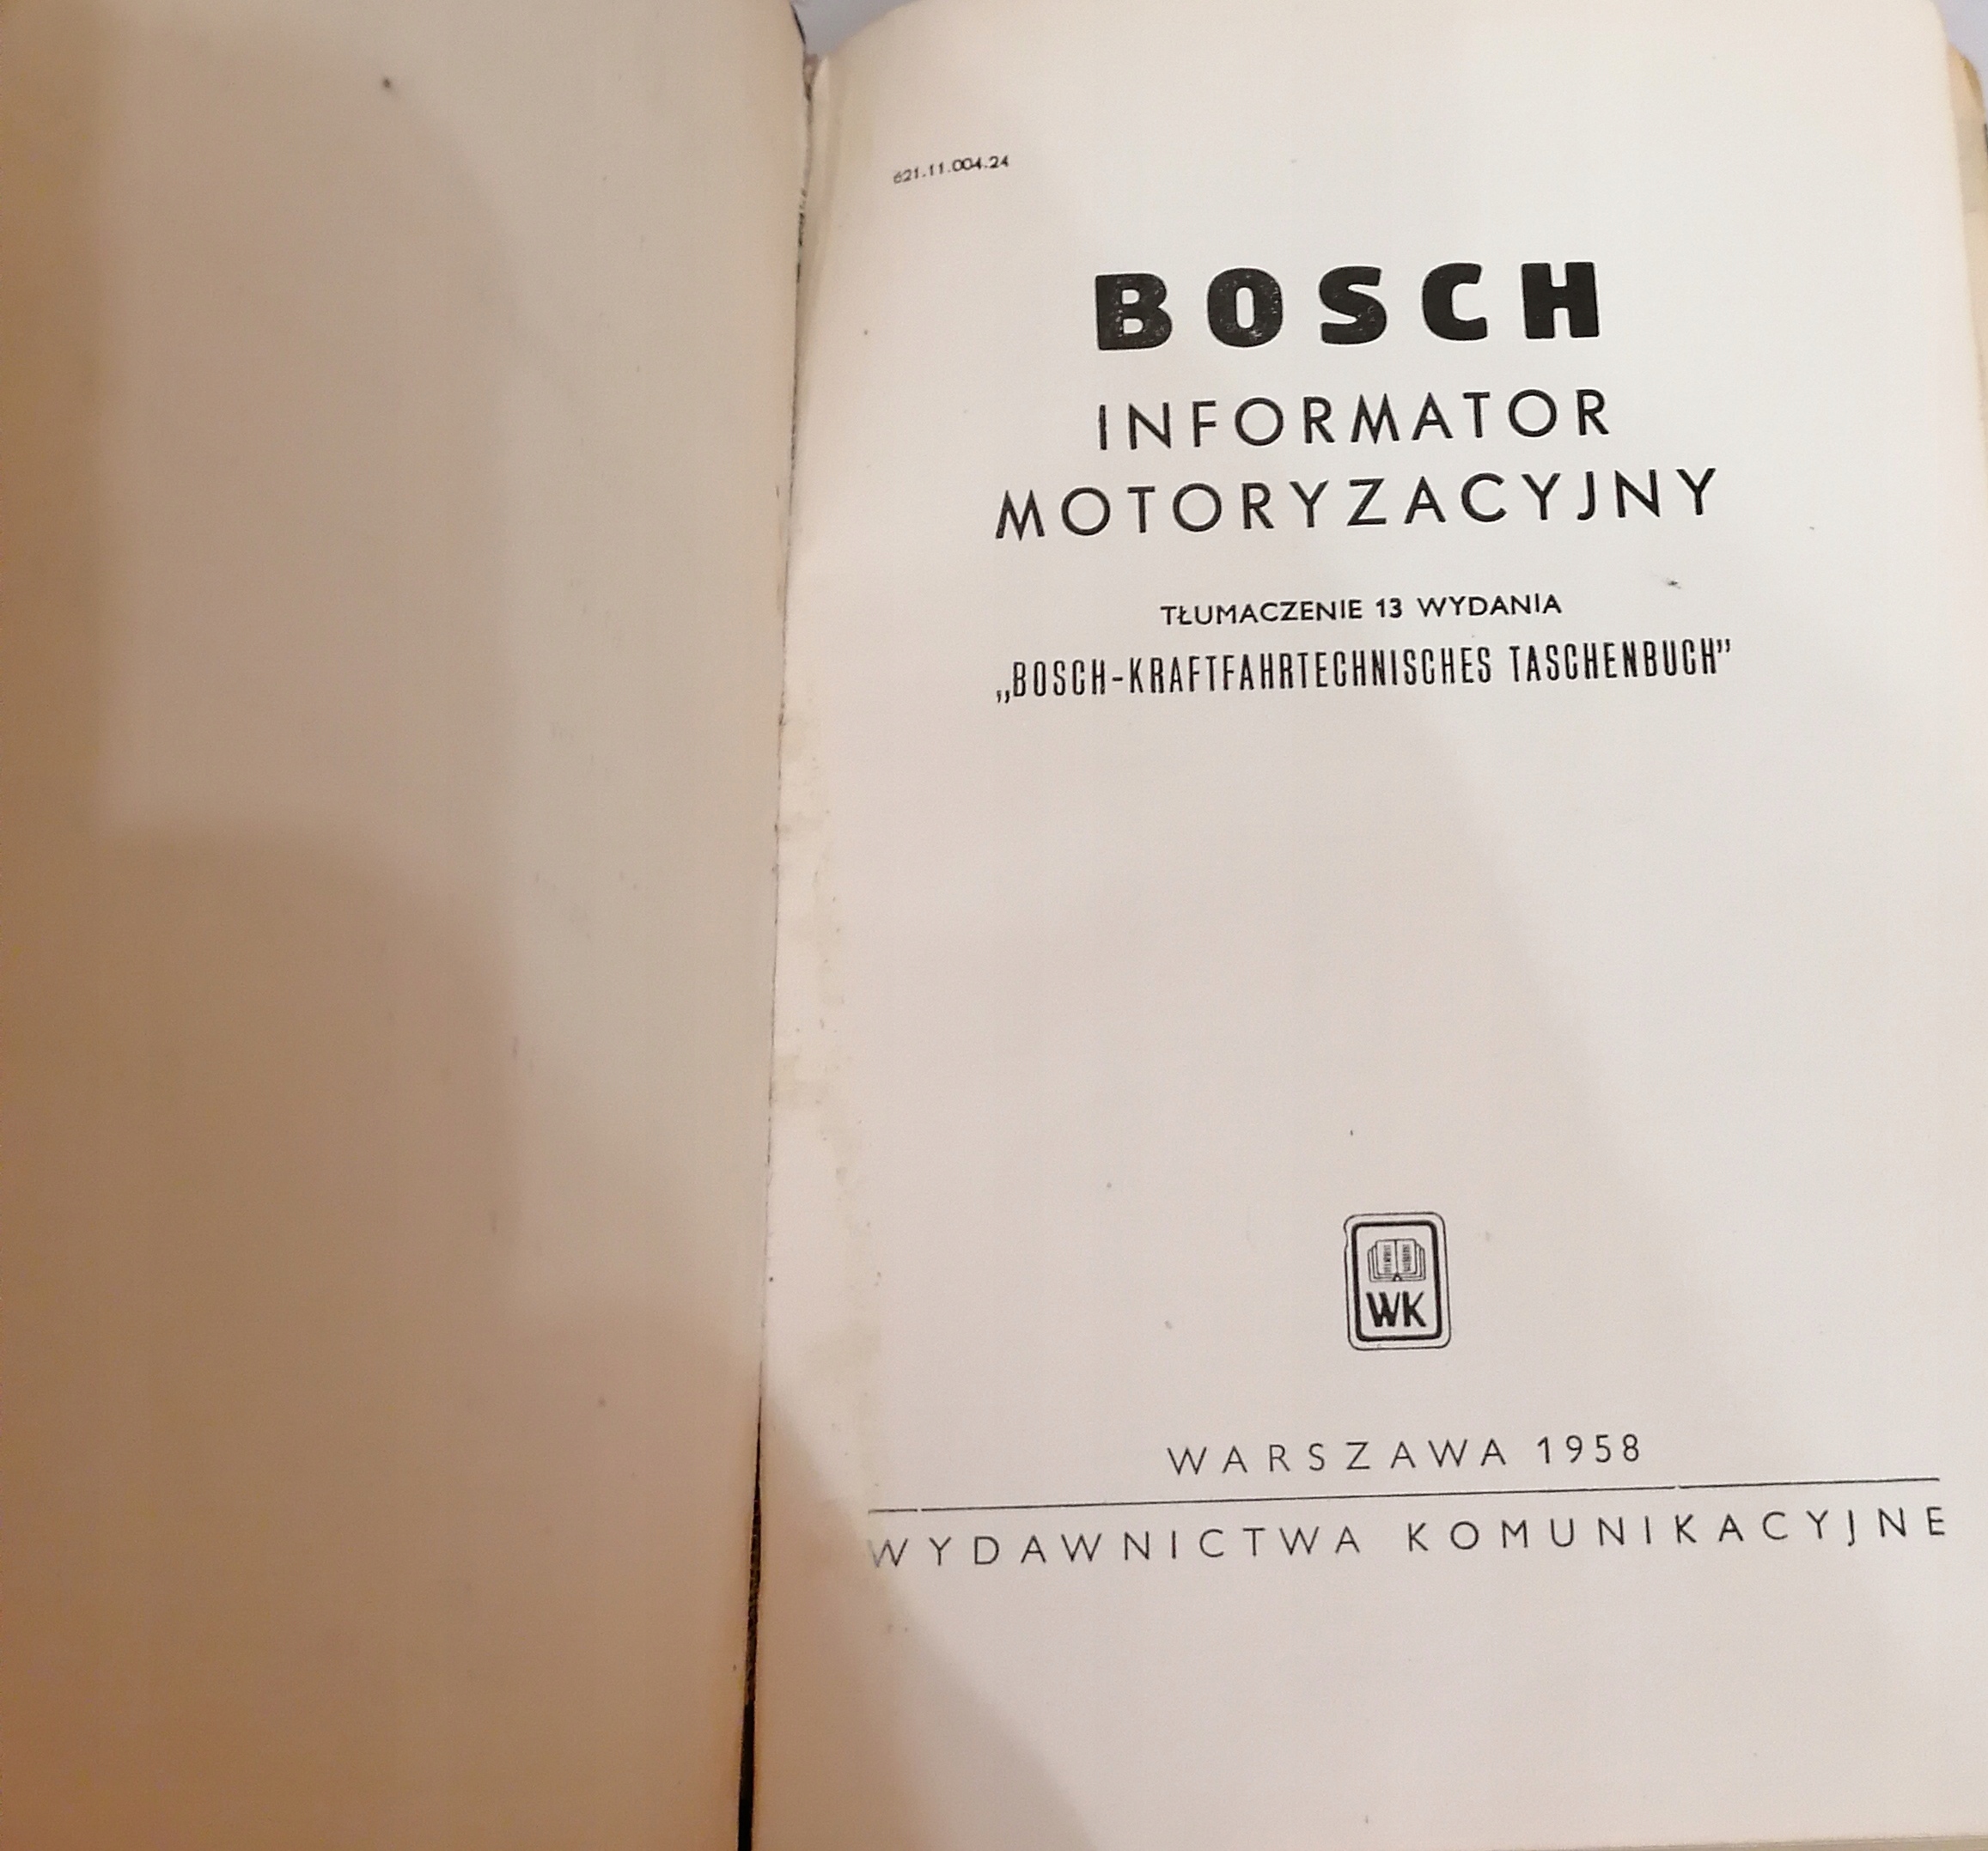 621.11.004.24
BOSCH
INFORMATOR
MOTORYZACYJNY
TŁUMACZENIE 13 WYDANIA
„BOSCH-KRAFTFAHRTECHNISCHES TASCHENBUCH”
WK
WARSZAWA 1958
WYDAWNICTWA KOMUNIKACYJNE